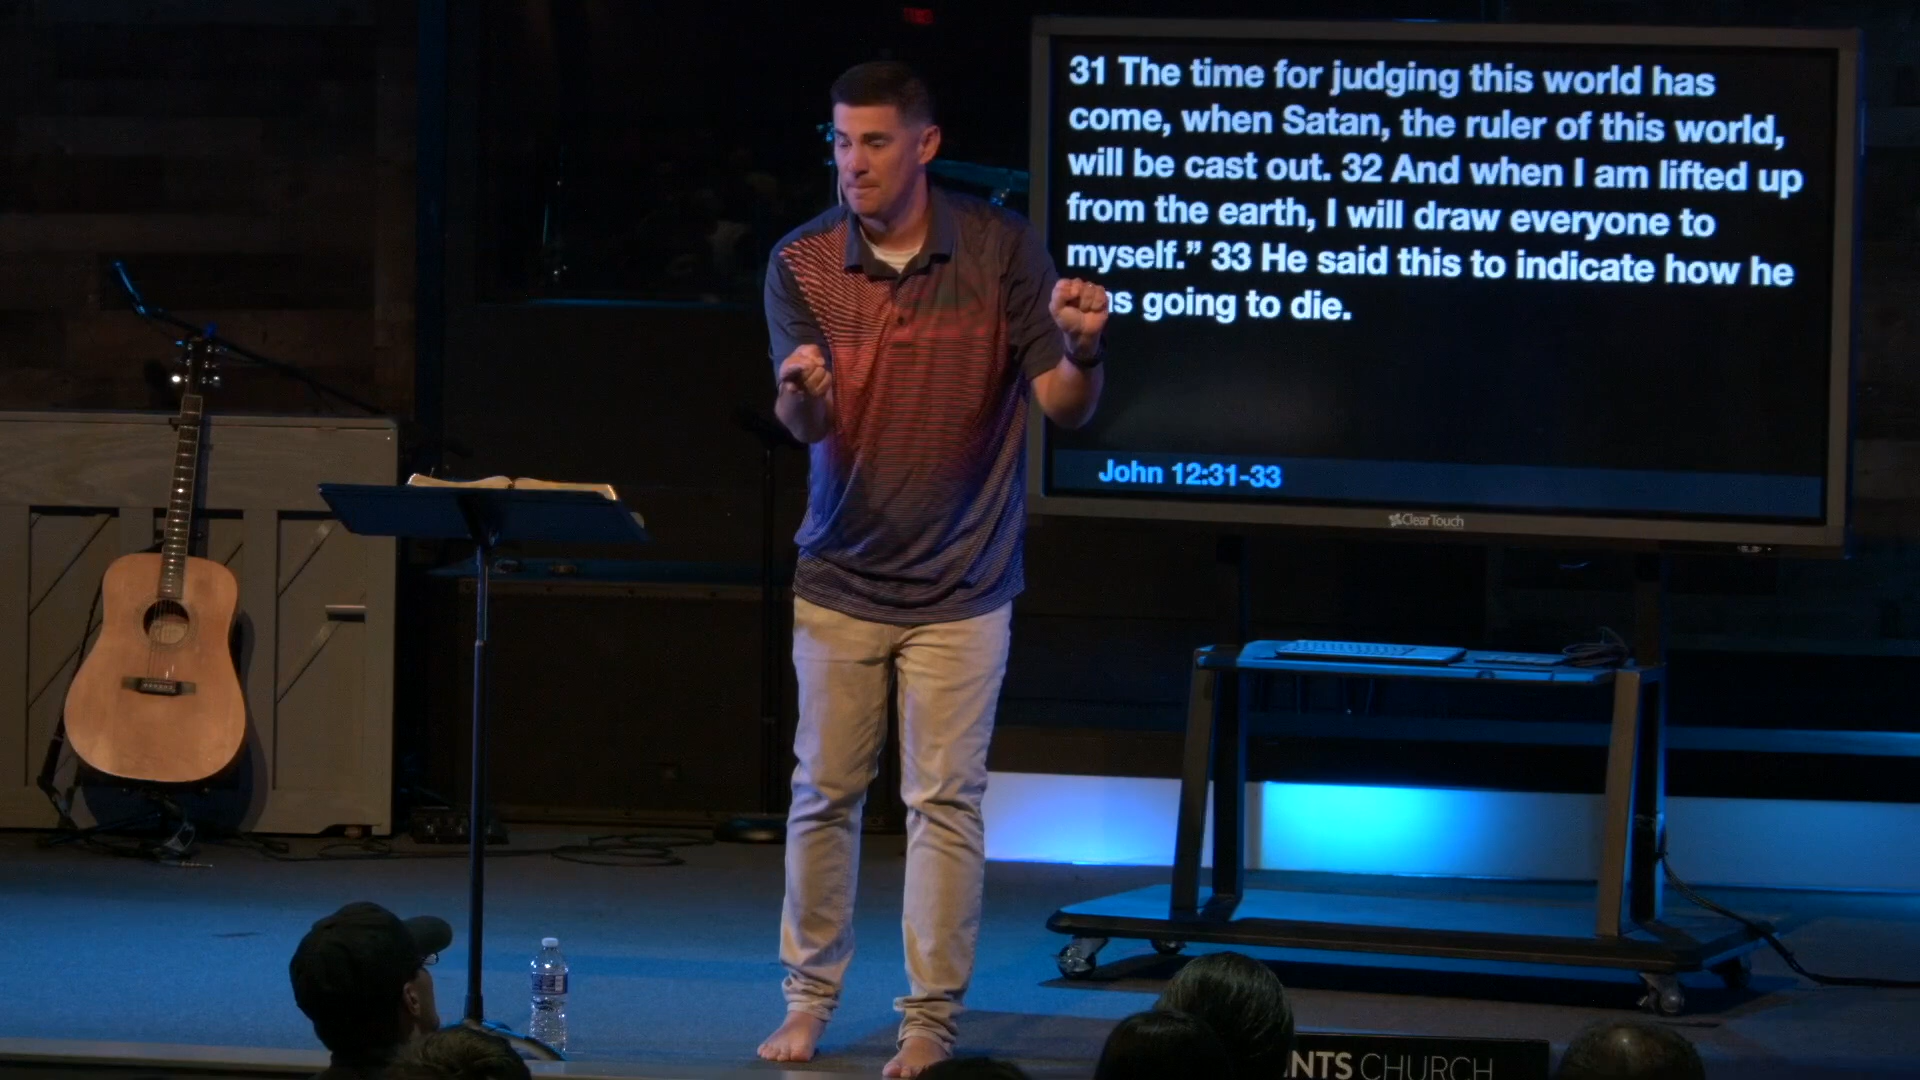 31 The time for judging this world has
come, when Satan, the ruler of this world,
will be cast out. 32 And when I am lifted up
from the earth, I will draw everyone to
myself.” 33 He said this to indicate how he
going to die.
John 12:31-33
ClearTouch
CHURCH